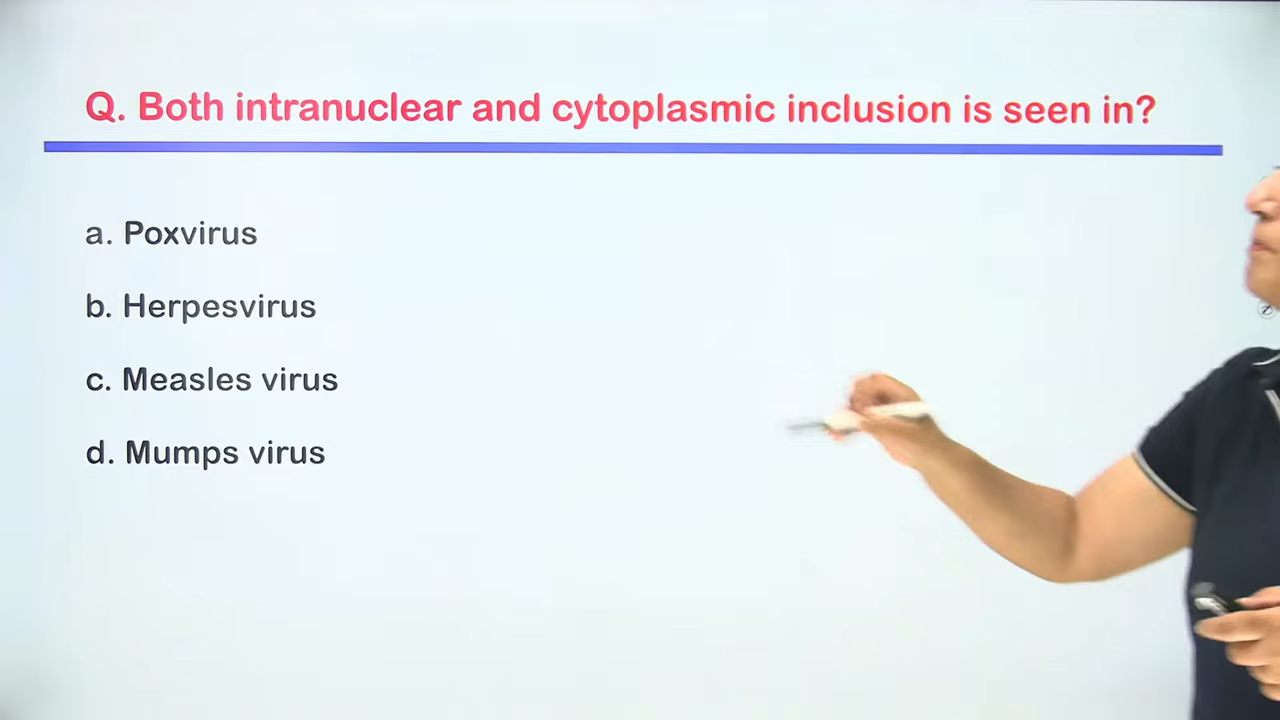 Q. Both intranuclear and cytoplasmic inclusion is seen in?
a. Poxvirus
b. Herpesvirus
c. Measles virus
d. Mumps virus